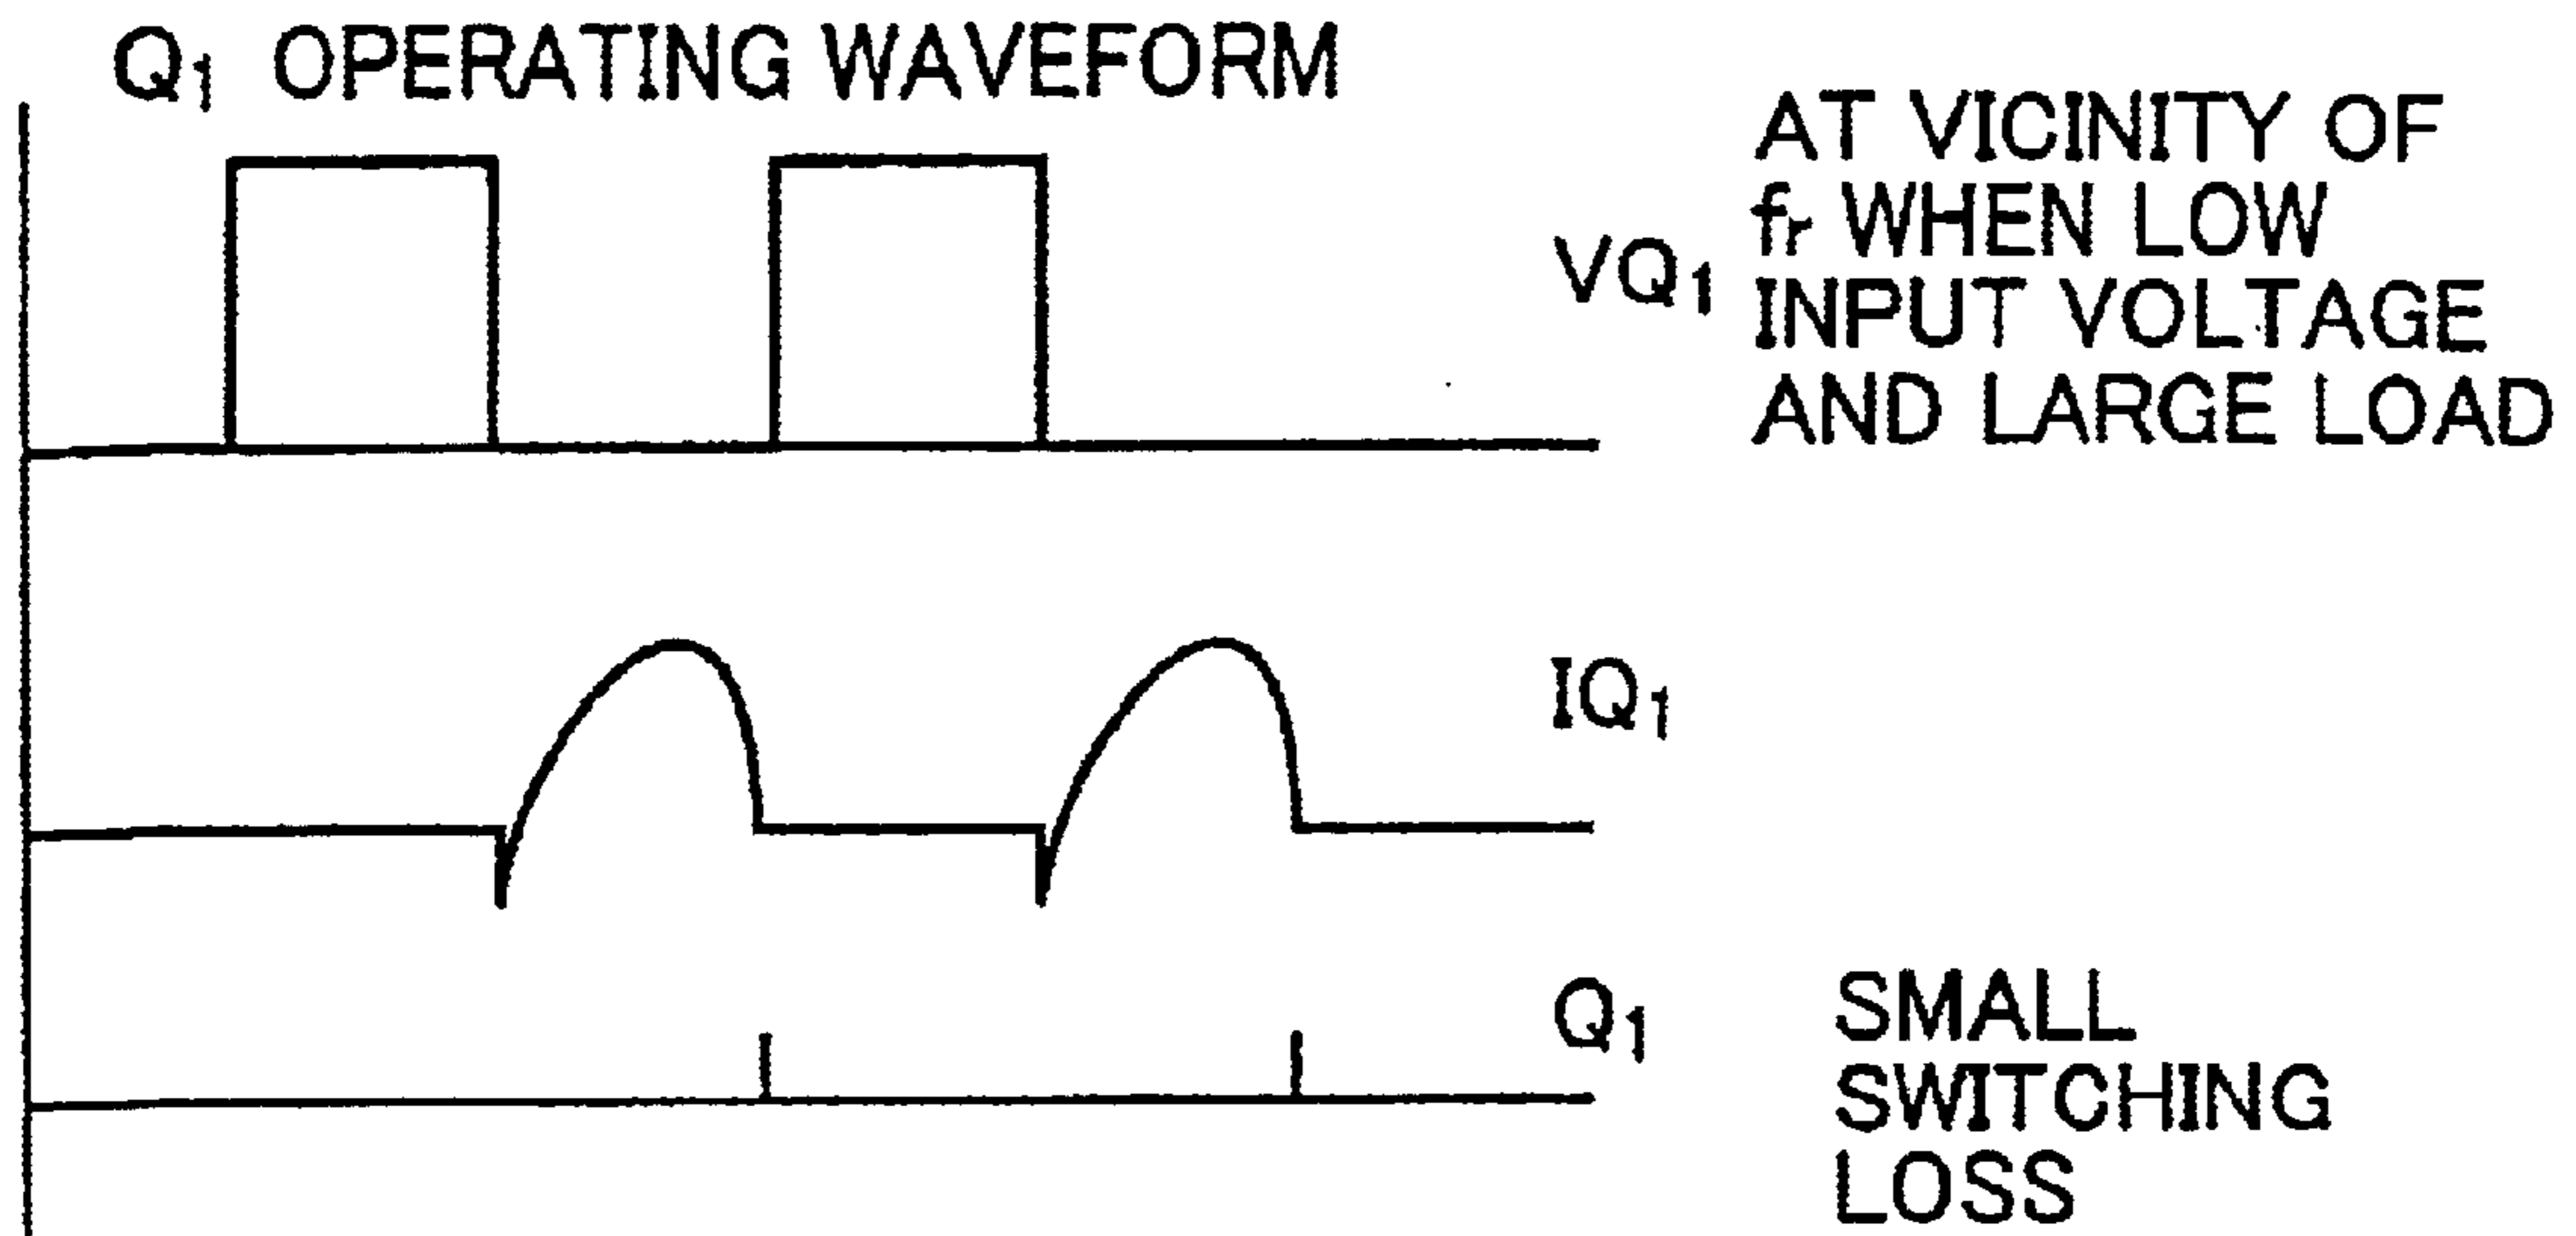 Q1 OPERATING WAVEFORM
AT VICINITY OF
fr WHEN LOW
INPUT VOLTAGE
AND LARGE LOAD
VQ1
IQ1
Q1
SMALL
SWITCHING
LOSS